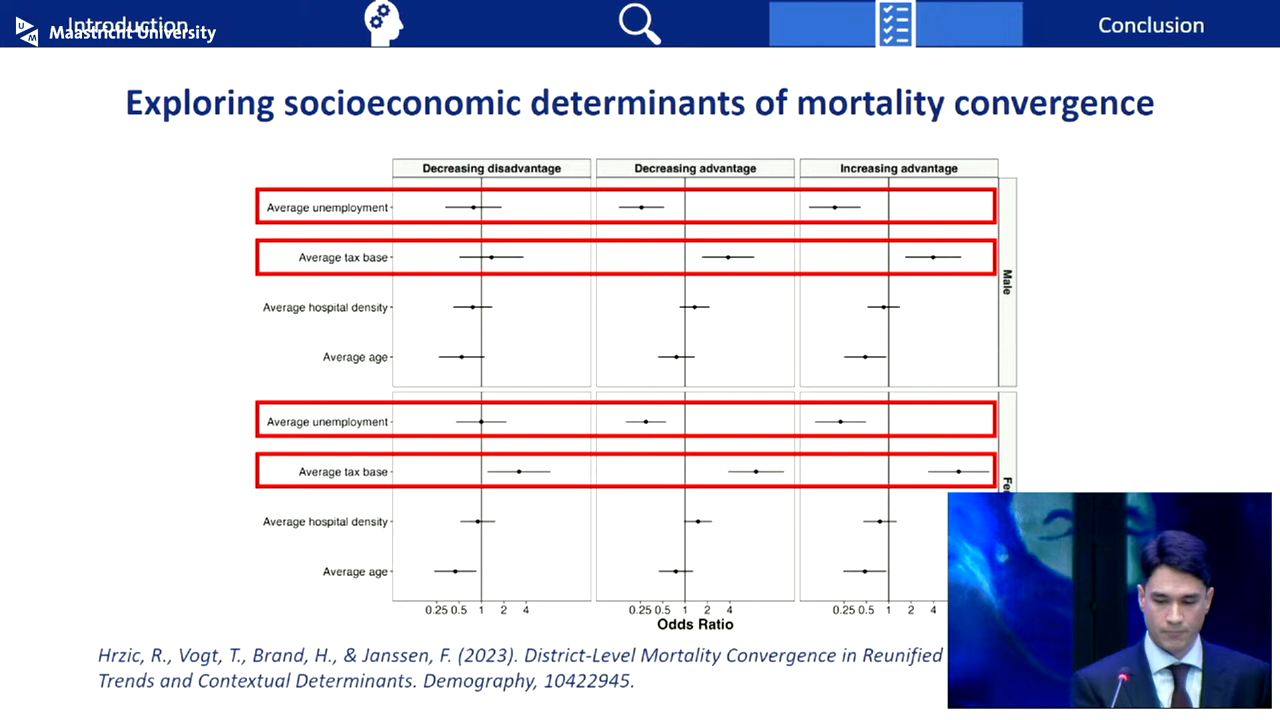 Introduction
U M
Maastricht University
Conclusion
Exploring socioeconomic determinants of mortality convergence
Decreasing disadvantage
Decreasing advantage
Increasing advantage
Average unemployment
Average tax base
Average hospital density
Average age
Male
Average unemployment
Average tax base
Average hospital density
Average age
0.25 0.5 1 2 4
0.25 0.5 1 2 4
0.25 0.5 1 2 4
Odds Ratio
Hrzic, R., Vogt, T., Brand, H., & Janssen, F. (2023). District-Level Mortality Convergence in Reunified
Trends and Contextual Determinants. Demography, 10422945.